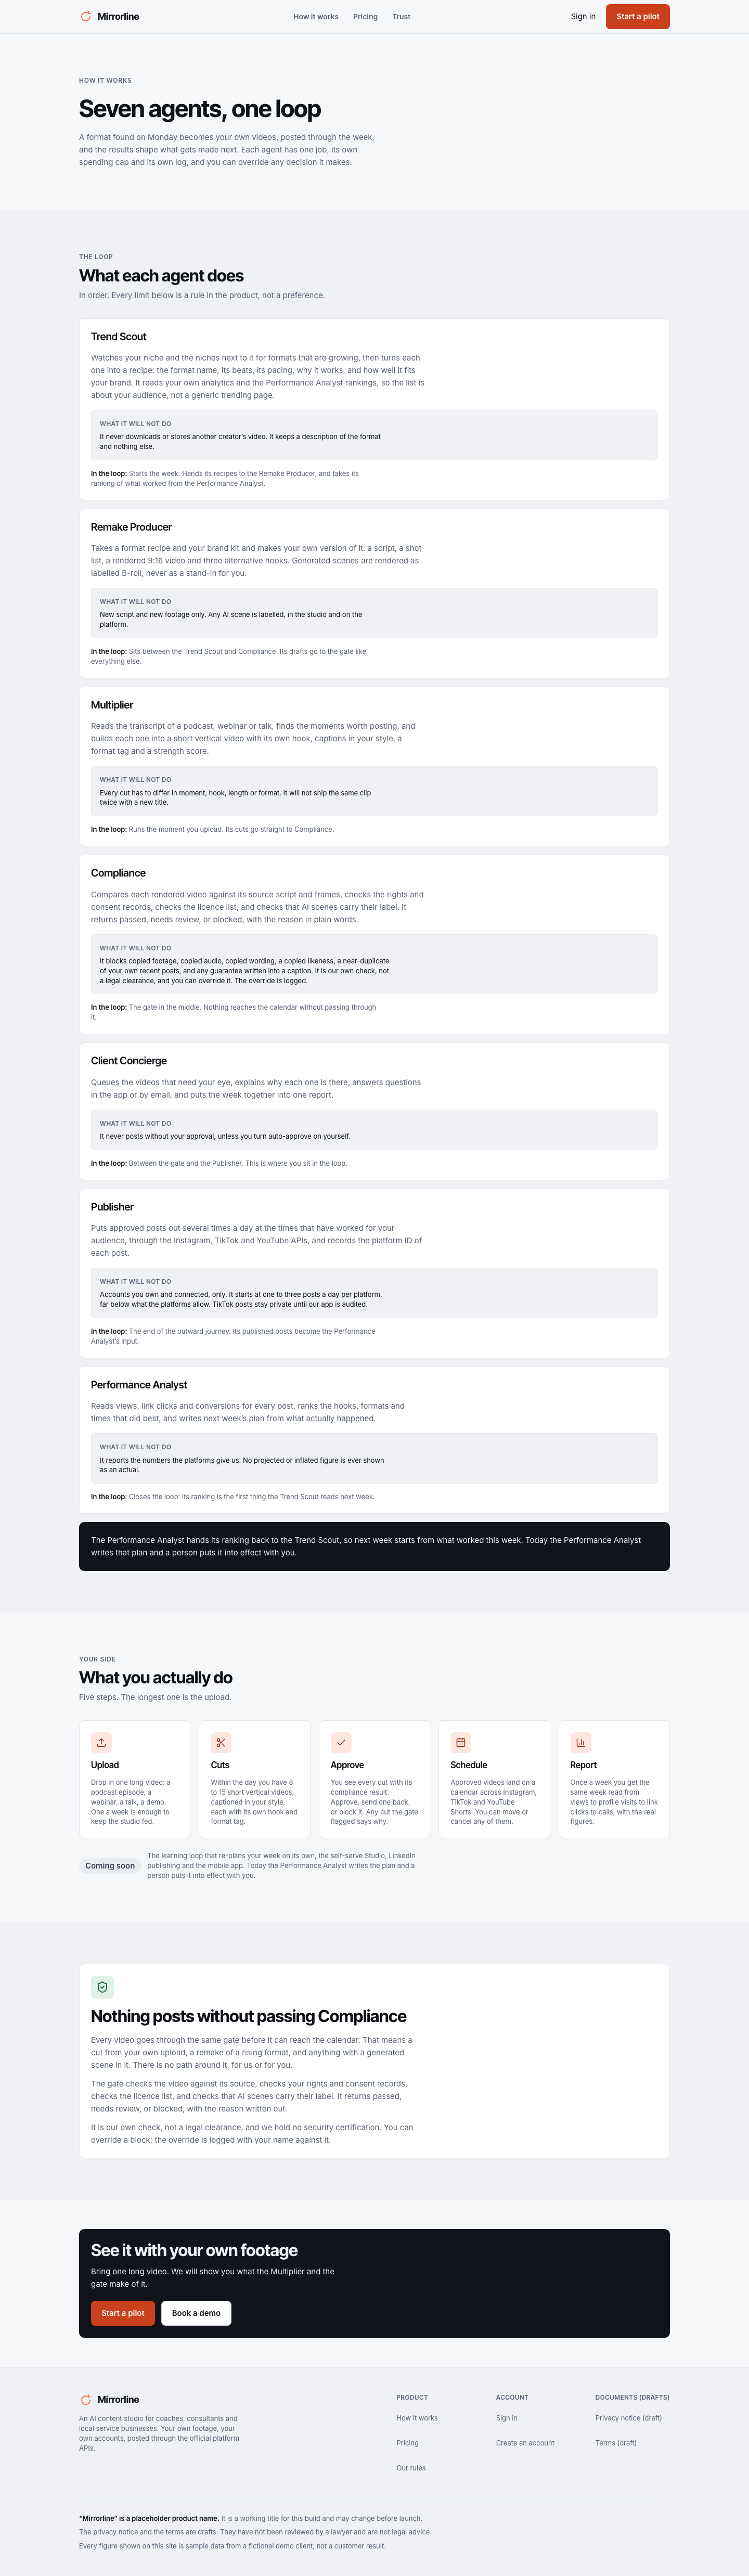 Mirrorline
How it works
Pricing
Trust
Sign in
Start a pilot
HOW IT WORKS
Seven agents, one loop
A format found on Monday becomes your own videos, posted through the week,
and the results shape what gets made next. Each agent has one job, its own
spending cap and its own log, and you can override any decision it makes.
THE LOOP
What each agent does
In order. Every limit below is a rule in the product, not a preference.
Trend Scout
Watches your niche and the niches next to it for formats that are growing, then turns each
one into a recipe: the format name, its beats, its pacing, why it works, and how well it fits
your brand. It reads your own analytics and the Performance Analyst rankings, so the list is
about your audience, not a generic trending page.
WHAT IT WILL NOT DO
It never downloads or stores another creator's video. It keeps a description of the format
and nothing else.
In the loop: Starts the week. Hands its recipes to the Remake Producer, and takes its
ranking of what worked from the Performance Analyst.
Remake Producer
Takes a format recipe and your brand kit and makes your own version of it: a script, a shot
list, a rendered 9:16 video and three alternative hooks. Generated scenes are rendered as
labelled B-roll, never as a stand-in for you.
WHAT IT WILL NOT DO
New script and new footage only. Any AI scene is labelled, in the studio and on the
platform.
In the loop: Sits between the Trend Scout and Compliance. Its drafts go to the gate like
everything else.
Multiplier
Reads the transcript of a podcast, webinar or talk, finds the moments worth posting, and
builds each one into a short vertical video with its own hook, captions in your style, a
format tag and a strength score.
WHAT IT WILL NOT DO
Every cut has to differ in moment, hook, length or format. It will not ship the same clip
twice with a new title.
In the loop: Runs the moment you upload. Its cuts go straight to Compliance.
Compliance
Compares each rendered video against its source script and frames, checks the rights and
consent records, checks the licence list, and checks that AI scenes carry their label. It
returns passed, needs review, or blocked, with the reason in plain words.
WHAT IT WILL NOT DO
It blocks copied footage, copied audio, copied wording, a copied likeness, a near-duplicate
of your own recent posts, and any guarantee written into a caption. It is our own check, not
a legal clearance, and you can override it. The override is logged.
In the loop: The gate in the middle. Nothing reaches the calendar without passing through
it.
Client Concierge
Queues the videos that need your eye, explains why each one is there, answers questions
in the app or by email, and puts the week together into one report.
WHAT IT WILL NOT DO
It never posts without your approval, unless you turn auto-approve on yourself.
In the loop: Between the gate and the Publisher. This is where you sit in the loop.
Publisher
Puts approved posts out several times a day at the times that have worked for your
audience, through the Instagram, TikTok and YouTube APIs, and records the platform ID of
each post.
WHAT IT WILL NOT DO
Accounts you own and connected, only. It starts at one to three posts a day per platform,
far below what the platforms allow. TikTok posts stay private until our app is audited.
In the loop: The end of the outward journey. Its published posts become the Performance
Analyst's input.
Performance Analyst
Reads views, link clicks and conversions for every post, ranks the hooks, formats and
times that did best, and writes next week's plan from what actually happened.
WHAT IT WILL NOT DO
It reports the numbers the platforms give us. No projected or inflated figure is ever shown
as an actual.
In the loop: Closes the loop: its ranking is the first thing the Trend Scout reads next week.
The Performance Analyst hands its ranking back to the Trend Scout, so next week starts from what worked this week. Today the Performance Analyst
writes that plan and a person puts it into effect with you.
YOUR SIDE
What you actually do
Five steps. The longest one is the upload.
Upload
Drop in one long video: a
podcast episode, a
webinar, a talk, a demo.
One a week is enough to
keep the studio fed.
Cuts
Within the day you have 8
to 15 short vertical videos,
captioned in your style,
each with its own hook and
format tag.
Approve
You see every cut with its
compliance result.
Approve, send one back,
or block it. Any cut the gate
flagged says why.
Schedule
Approved videos land on a
calendar across Instagram,
TikTok and YouTube
Shorts. You can move or
cancel any of them.
Report
Once a week you get the
same week read from
views to profile visits to link
clicks to calls, with the real
figures.
Coming soon
The learning loop that re-plans your week on its own, the self-serve Studio, LinkedIn
publishing and the mobile app. Today the Performance Analyst writes the plan and a
person puts it into effect with you.
Nothing posts without passing Compliance
Every video goes through the same gate before it can reach the calendar. That means a
cut from your own upload, a remake of a rising format, and anything with a generated
scene in it. There is no path around it, for us or for you.
The gate checks the video against its source, checks your rights and consent records,
checks the licence list, and checks that AI scenes carry their label. It returns passed,
needs review, or blocked, with the reason written out.
It is our own check, not a legal clearance, and we hold no security certification. You can
override a block; the override is logged with your name against it.
See it with your own footage
Bring one long video. We will show you what the Multiplier and the
gate make of it.
Start a pilot
Book a demo
Mirrorline
An AI content studio for coaches, consultants and
local service businesses. Your own footage, your
own accounts, posted through the official platform
APIs.
PRODUCT
How it works
Pricing
Our rules
ACCOUNT
Sign in
Create an account
DOCUMENTS (DRAFTS)
Privacy notice (draft)
Terms (draft)
"Mirrorline" is a placeholder product name. It is a working title for this build and may change before launch.
The privacy notice and the terms are drafts. They have not been reviewed by a lawyer and are not legal advice.
Every figure shown on this site is sample data from a fictional demo client, not a customer result.